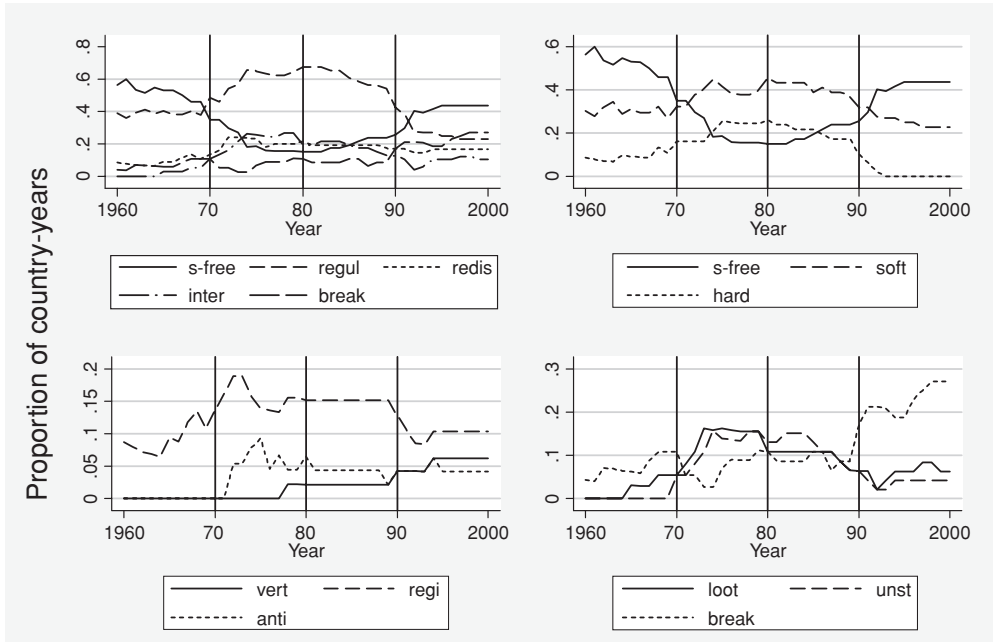 Proportion of country-years
.8
.6
.4
.2
0
1960 70 80 90 2000
Year
s-free regul redis
inter break
.6
.4
.2
0
1960 70 80 90 2000
Year
s-free soft
hard
.2
.15
.1
.05
0
1960 70 80 90 2000
Year
vert regi
anti
.3
.2
.1
0
1960 70 80 90 2000
Year
loot unst
break